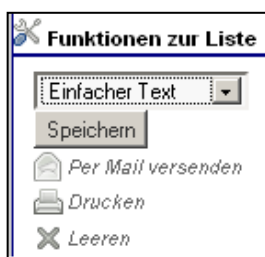 Funktionen zur Liste
Einfacher Text
Speichern
Per Mail versenden
Drucken
Leeren